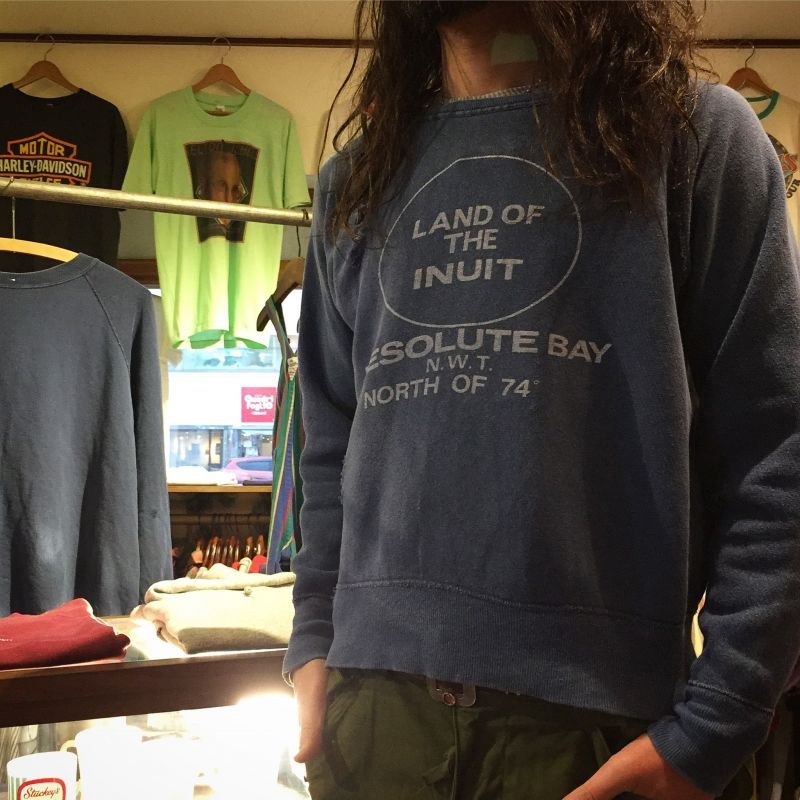 MOTOR
HARLEY-DAVIDSON
LAND OF
THE
INUIT
ESOLUTE BAY
N.W.T.
NORTH OF 74°
Stuckey's